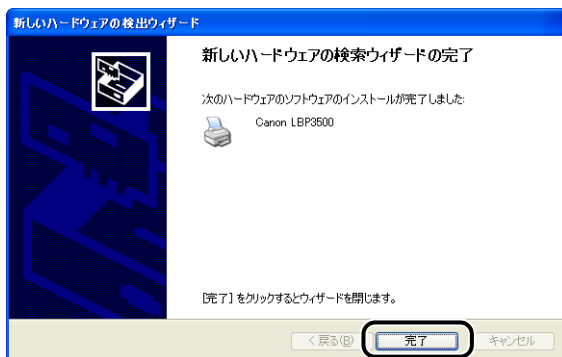 新しいハードウェアの検出ウィザード
新しいハードウェアの検索ウィザードの完了
次のハードウェアのソフトウェアのインストールが完了しました:
Canon LBP3500
[完了] をクリックするとウィザードを閉じます。
< 戻る(B) 完了 キャンセル